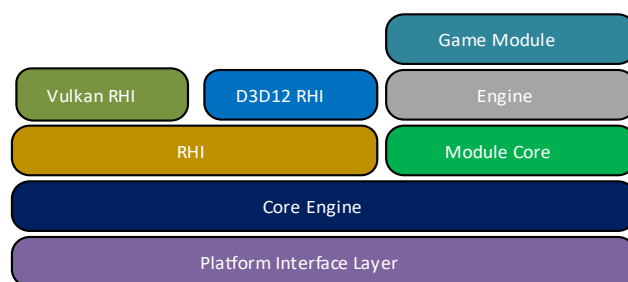 Game Module
Vulkan RHI
D3D12 RHI
Engine
RHI
Module Core
Core Engine
Platform Interface Layer